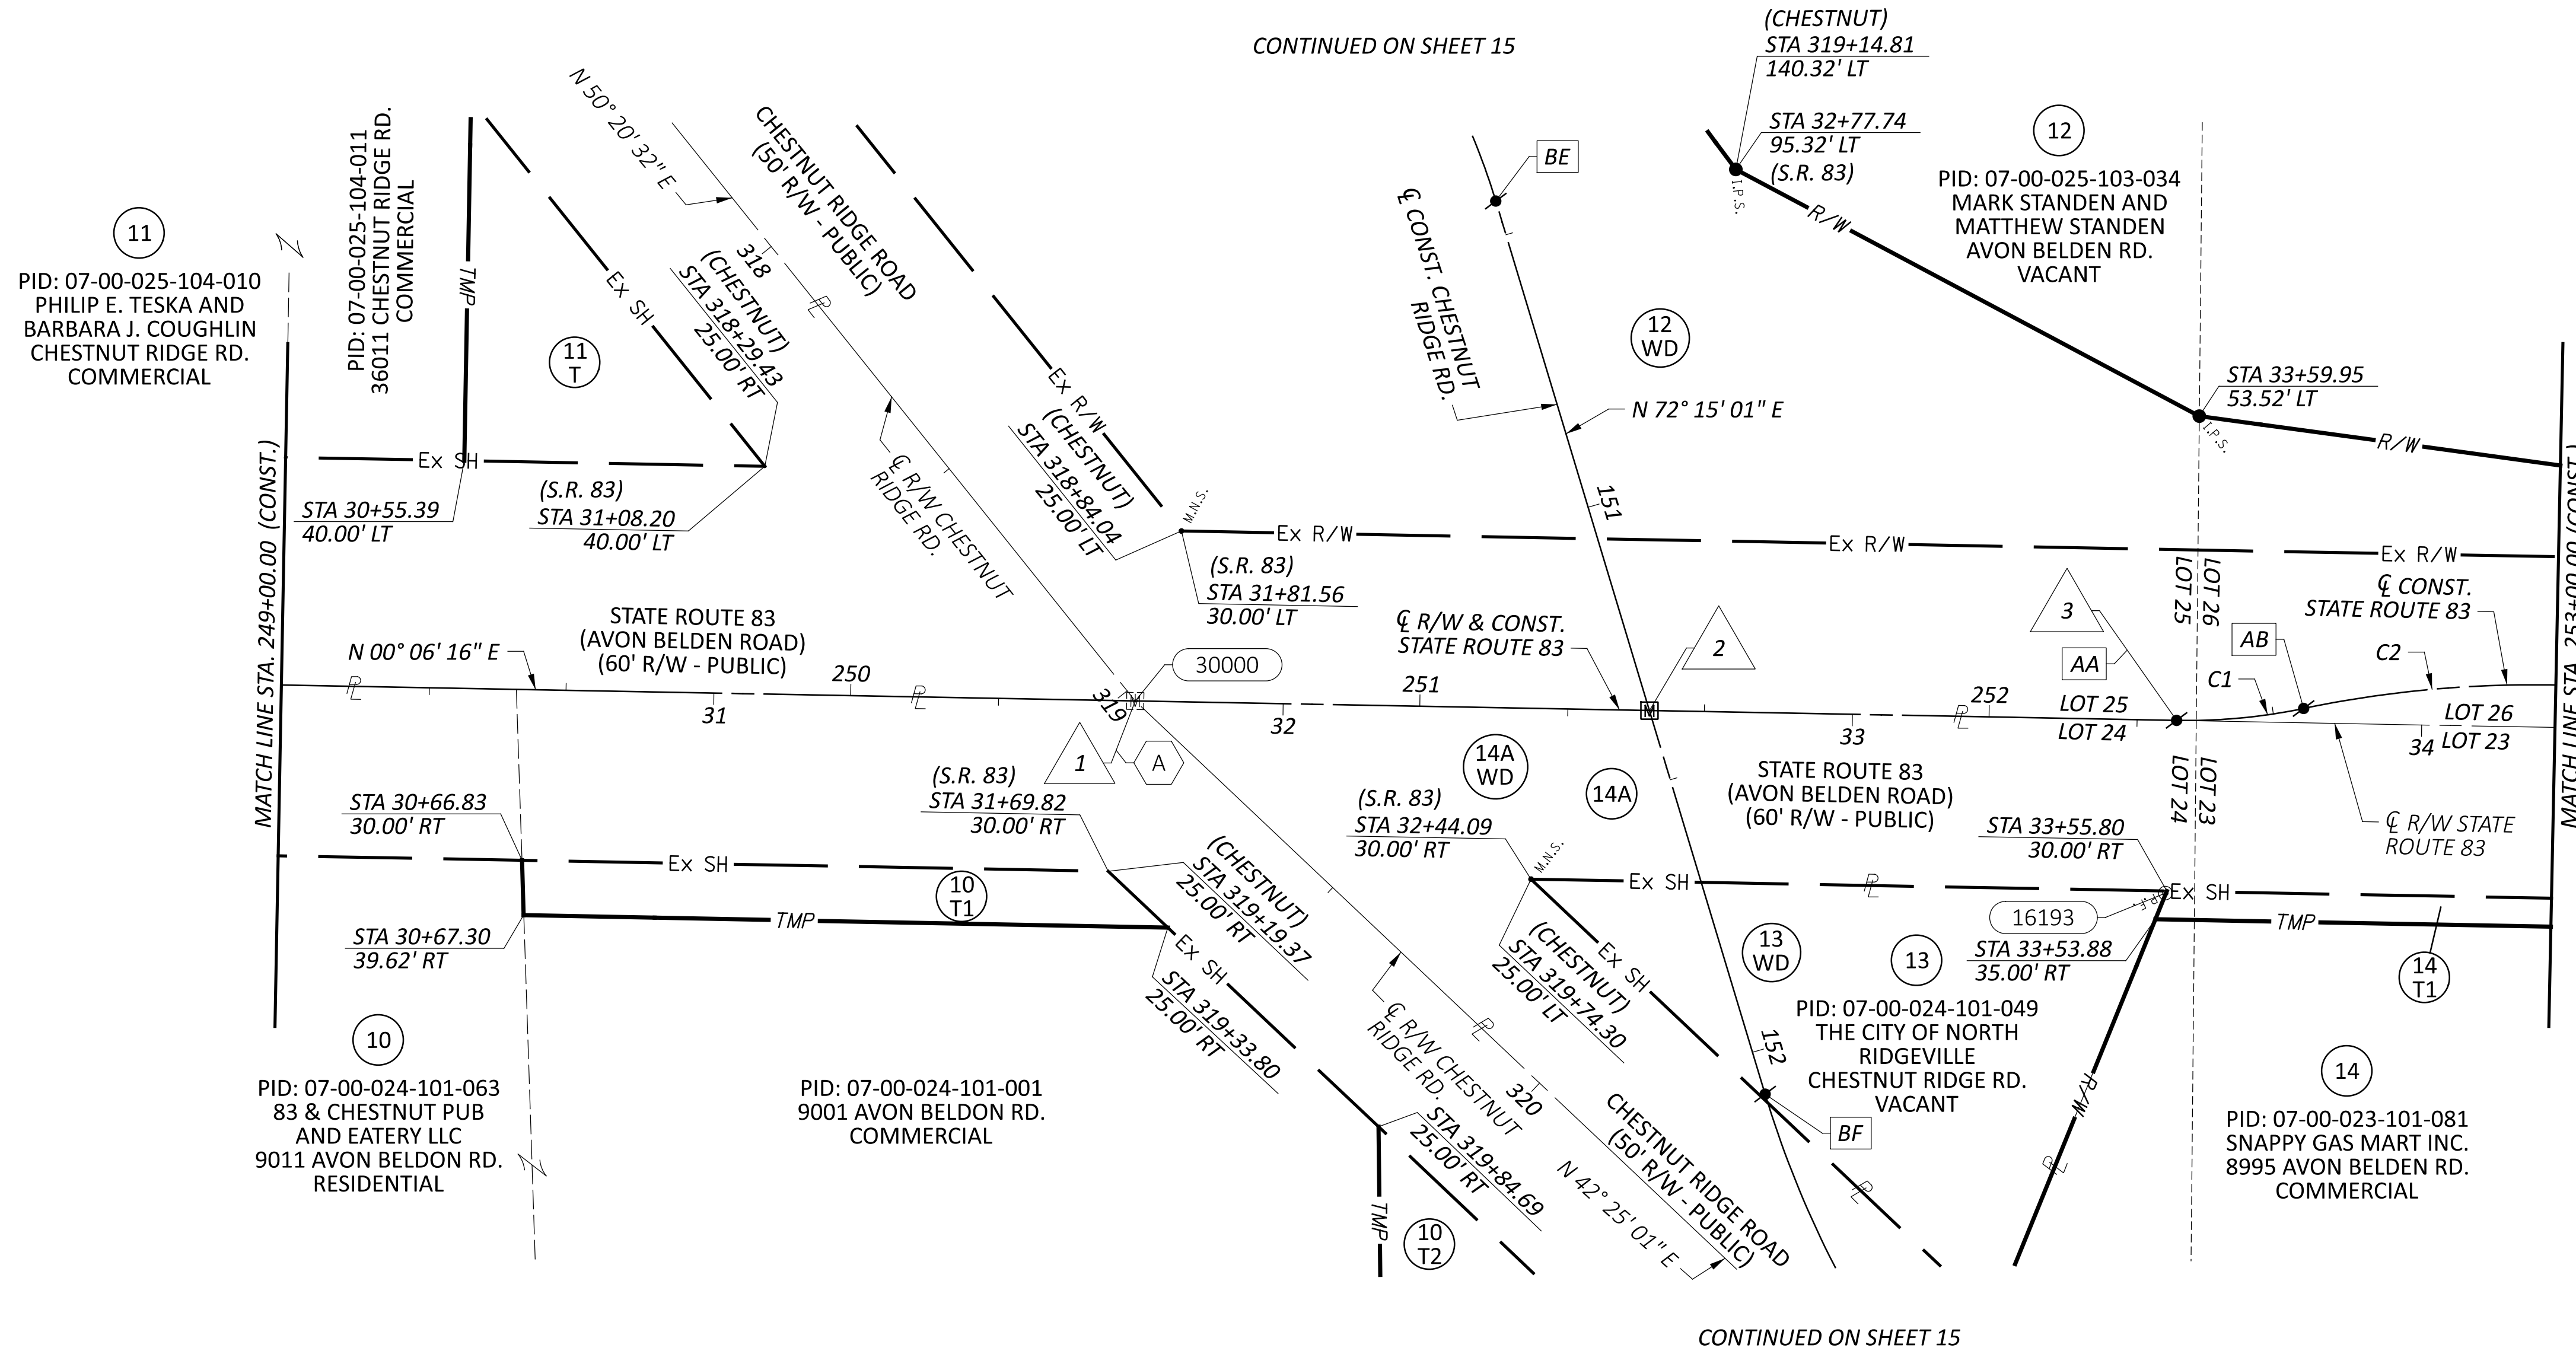 CONTINUED ON SHEET 15
(CHESTNUT)
STA 319+14.81
140.32' LT
STA 32+77.74
95.32' LT
(S.R. 83)
I.P.S.
R/W
12
PID: 07-00-025-103-034
MARK STANDEN AND
MATTHEW STANDEN
AVON BELDEN RD.
VACANT
11
PID: 07-00-025-104-010
PHILIP E. TESKA AND
BARBARA J. COUGHLIN
CHESTNUT RIDGE RD.
COMMERCIAL
PID: 07-00-025-104-011
36011 CHESTNUT RIDGE RD.
COMMERCIAL
TMP
11
T
Ex SH
N 50° 20' 32" E
CHESTNUT RIDGE ROAD
(50' R/W - PUBLIC)
318
(CHESTNUT)
STA 318+29.43
25.00' RT
PL
Ex R/W
(CHESTNUT)
STA 318+84.04
25.00' LT
M.N.S.
℄ R/W CHESTNUT
RIDGE RD.
BE
℄ CONST. CHESTNUT
RIDGE RD.
12
WD
N 72° 15' 01" E
151
STA 33+59.95
53.52' LT
I.P.S.
R/W
MATCH LINE STA. 249+00.00 (CONST.)
Ex SH
STA 30+55.39
40.00' LT
(S.R. 83)
STA 31+08.20
40.00' LT
Ex R/W
Ex R/W
Ex R/W
(S.R. 83)
STA 31+81.56
30.00' LT
STATE ROUTE 83
(AVON BELDEN ROAD)
(60' R/W - PUBLIC)
N 00° 06' 16" E
PL
250
PL
31
319
M
30000
1
A
32
251
℄ R/W & CONST.
STATE ROUTE 83
M
2
33
252
PL
3
AA
LOT 25
LOT 26
LOT 25
LOT 24
AB
C1
C2
℄ CONST.
STATE ROUTE 83
LOT 26
LOT 23
34
MATCH LINE STA. 253+00.00 (CONST.)
STATE ROUTE 83
(AVON BELDEN ROAD)
(60' R/W - PUBLIC)
LOT 24
LOT 23
℄ R/W STATE
ROUTE 83
STA 30+66.83
30.00' RT
Ex SH
STA 30+67.30
39.62' RT
TMP
10
T1
(S.R. 83)
STA 31+69.82
30.00' RT
(CHESTNUT)
STA 319+19.37
25.00' RT
Ex SH
STA 319+33.80
25.00' RT
14A
WD
14A
(S.R. 83)
STA 32+44.09
30.00' RT
M.N.S.
Ex SH
PL
Ex SH
(CHESTNUT)
STA 319+74.30
25.00' LT
STA 33+55.80
30.00' RT
16193
Ex SH
STA 33+53.88
35.00' RT
TMP
14
T1
13
WD
13
PID: 07-00-024-101-049
THE CITY OF NORTH
RIDGEVILLE
CHESTNUT RIDGE RD.
VACANT
152
BF
PL
R/W
PL
10
PID: 07-00-024-101-063
83 & CHESTNUT PUB
AND EATERY LLC
9011 AVON BELDON RD.
RESIDENTIAL
PID: 07-00-024-101-001
9001 AVON BELDON RD.
COMMERCIAL
℄ R/W CHESTNUT
RIDGE RD.
PL
320
STA 319+84.69
25.00' RT
TMP
10
T2
CHESTNUT RIDGE ROAD
(50' R/W - PUBLIC)
N 42° 25' 01" E
14
PID: 07-00-023-101-081
SNAPPY GAS MART INC.
8995 AVON BELDEN RD.
COMMERCIAL
CONTINUED ON SHEET 15